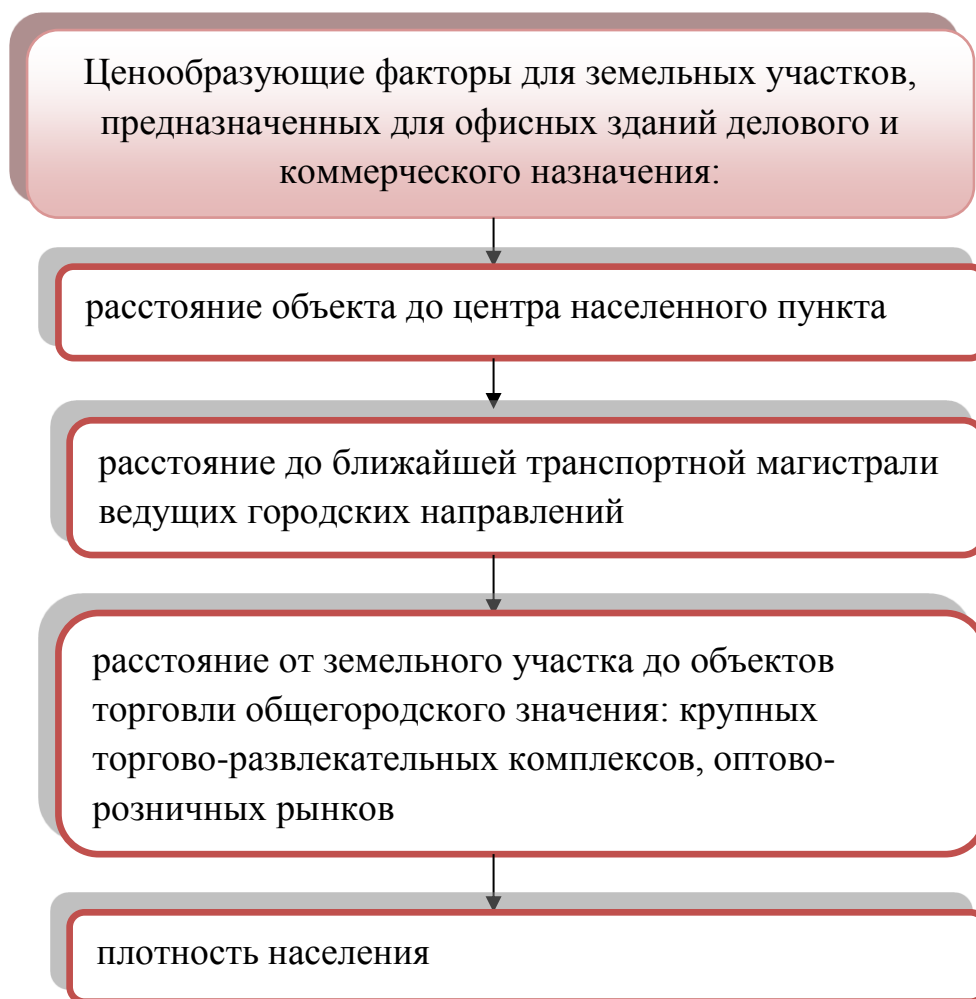 Ценообразующие факторы для земельных участков,
предназначенных для офисных зданий делового и
коммерческого назначения:
расстояние объекта до центра населенного пункта
расстояние до ближайшей транспортной магистрали
ведущих городских направлений
расстояние от земельного участка до объектов
торговли общегородского значения: крупных
торгово-развлекательных комплексов, оптово-
розничных рынков
плотность населения